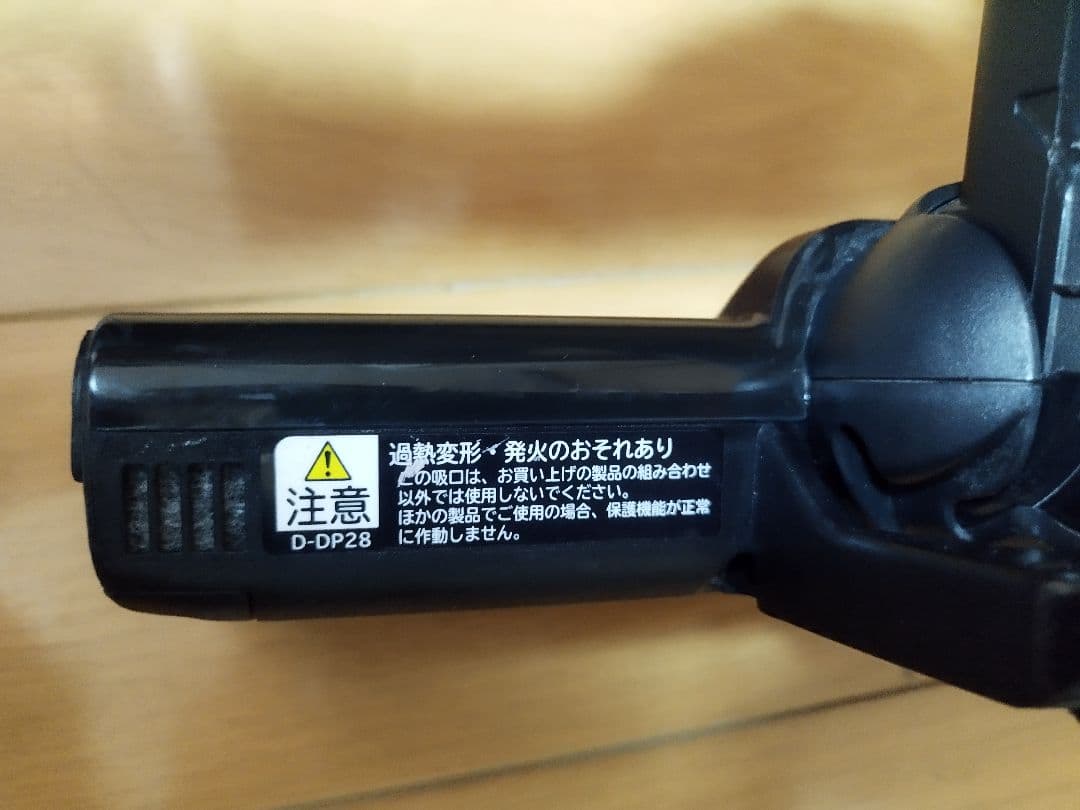 注意
D-DP28
過熱変形・発火のおそれあり
この吸口は、お買い上げの製品の組み合わせ
以外では使用しないでください。
ほかの製品でご使用の場合、保護機能が正常
に作動しません。